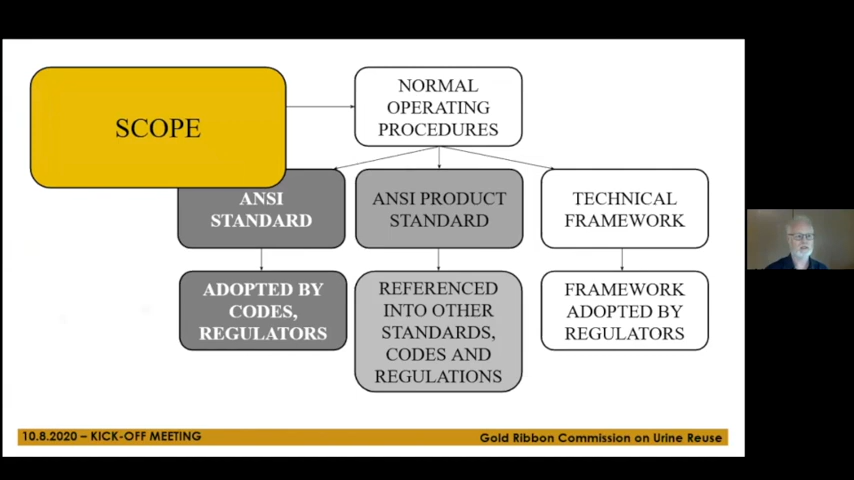 SCOPE
NORMAL
OPERATING
PROCEDURES
ANSI
STANDARD
ANSI PRODUCT
STANDARD
TECHNICAL
FRAMEWORK
ADOPTED BY
CODES,
REGULATORS
REFERENCED
INTO OTHER
STANDARDS,
CODES AND
REGULATIONS
FRAMEWORK
ADOPTED BY
REGULATORS
10.8.2020 – KICK-OFF MEETING
Gold Ribbon Commission on Urine Reuse